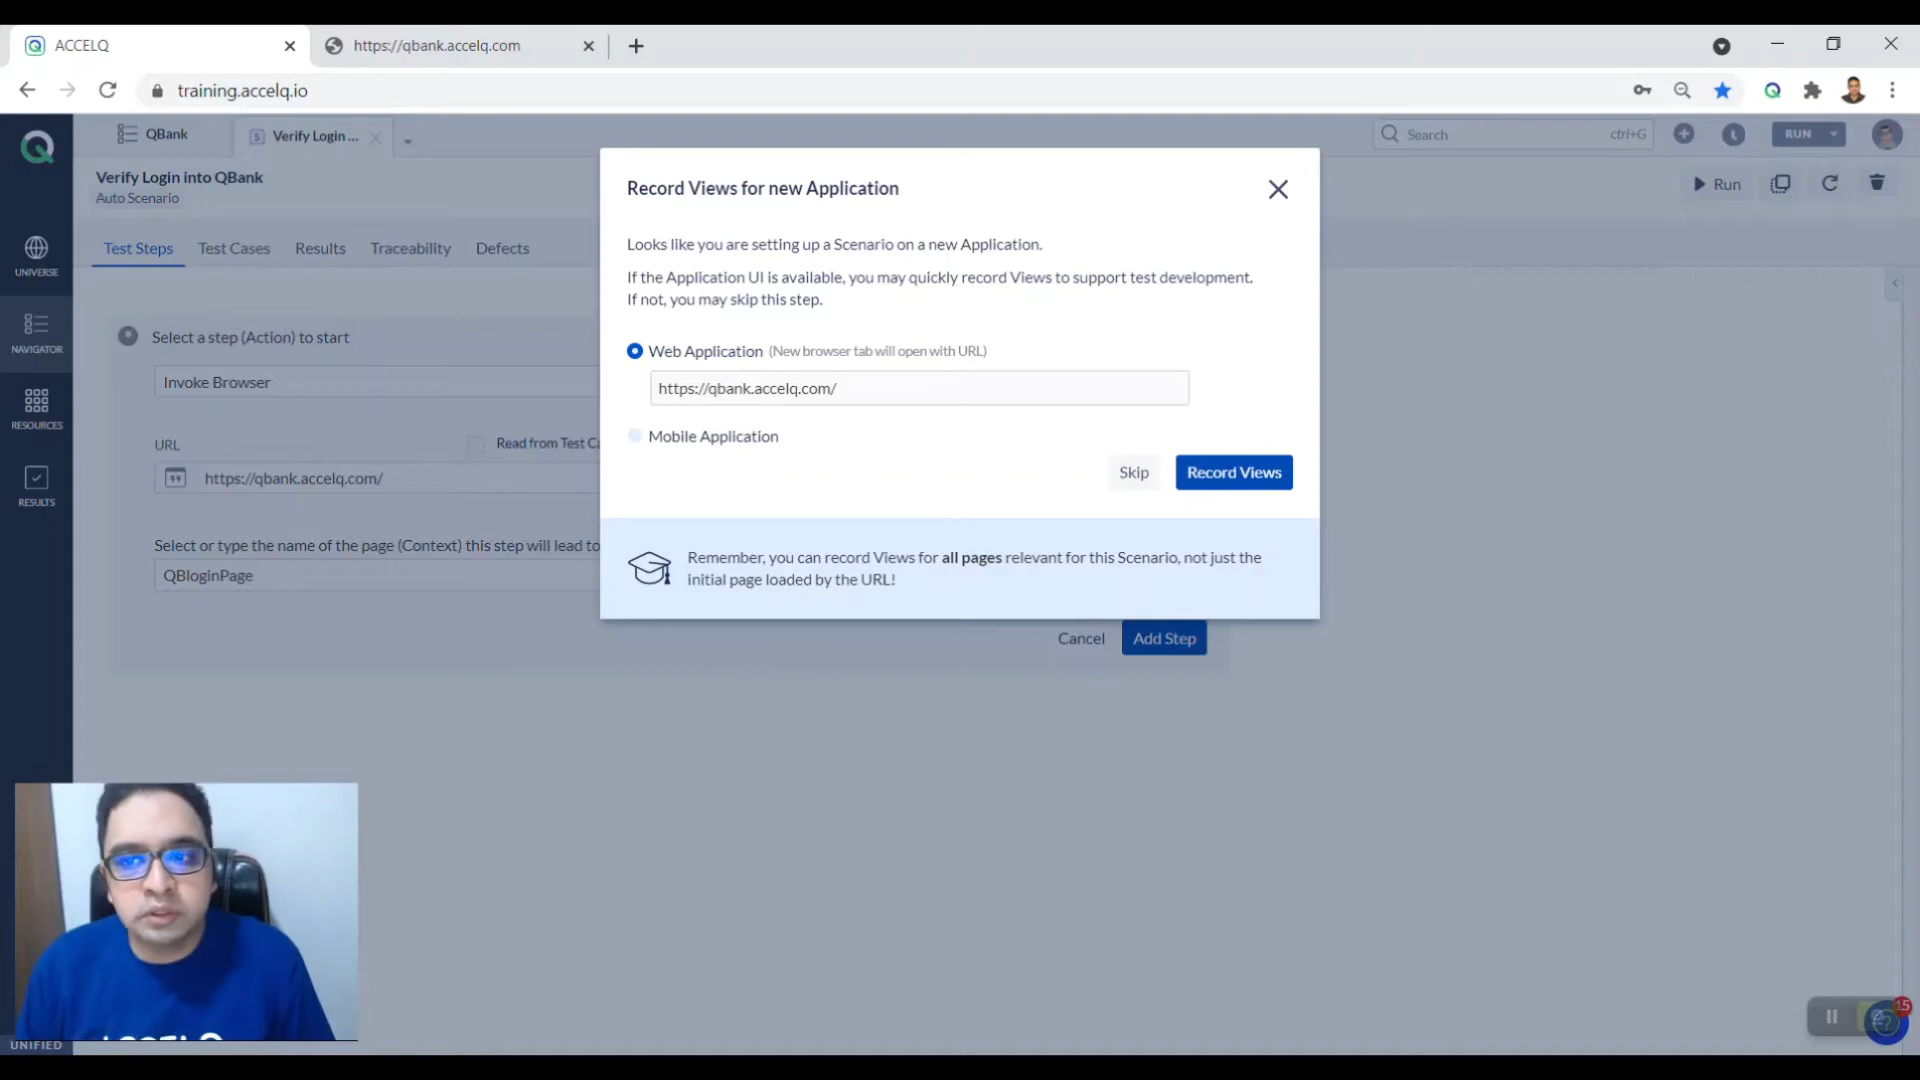 ACCELQ
https://qbank.accelq.com
training.accelq.io
QBank
Verify Login ...
Search
ctrl+G
RUN
Verify Login into QBank
Auto Scenario
Run
Test Steps
Test Cases
Results
Traceability
Defects
UNIVERSE
NAVIGATOR
RESOURCES
RESULTS
Select a step (Action) to start
Invoke Browser
URL
Read from Test Ca
https://qbank.accelq.com/
Select or type the name of the page (Context) this step will lead to
QBloginPage
Cancel
Add Step
Record Views for new Application
Looks like you are setting up a Scenario on a new Application.
If the Application UI is available, you may quickly record Views to support test development.
If not, you may skip this step.
Web Application (New browser tab will open with URL)
https://qbank.accelq.com/
Mobile Application
Skip
Record Views
Remember, you can record Views for all pages relevant for this Scenario, not just the
initial page loaded by the URL!
UNIFIED
15